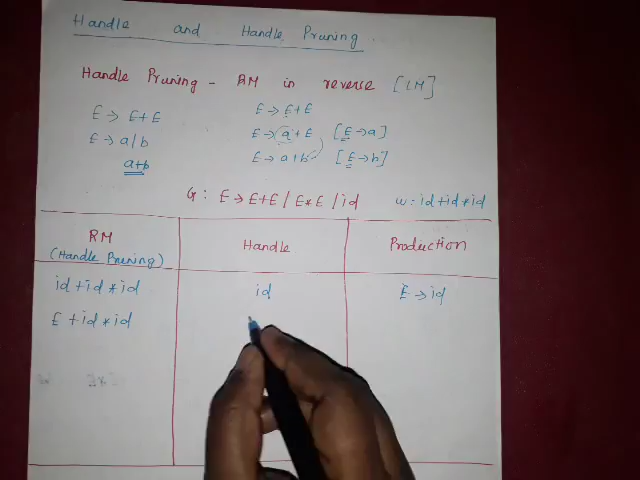 Handle and Handle Pruning.
Handle Pruning - RM in reverse [LM]
E → E+E
E → a/b
a+b
E → E+E
E → a+E [E→a]
E → a+b [E→b]
G: E → E+E / E*E / id w: id+id*id
RM (Handle Pruning) Handle Production
id+id*id id E → id
E +id*id